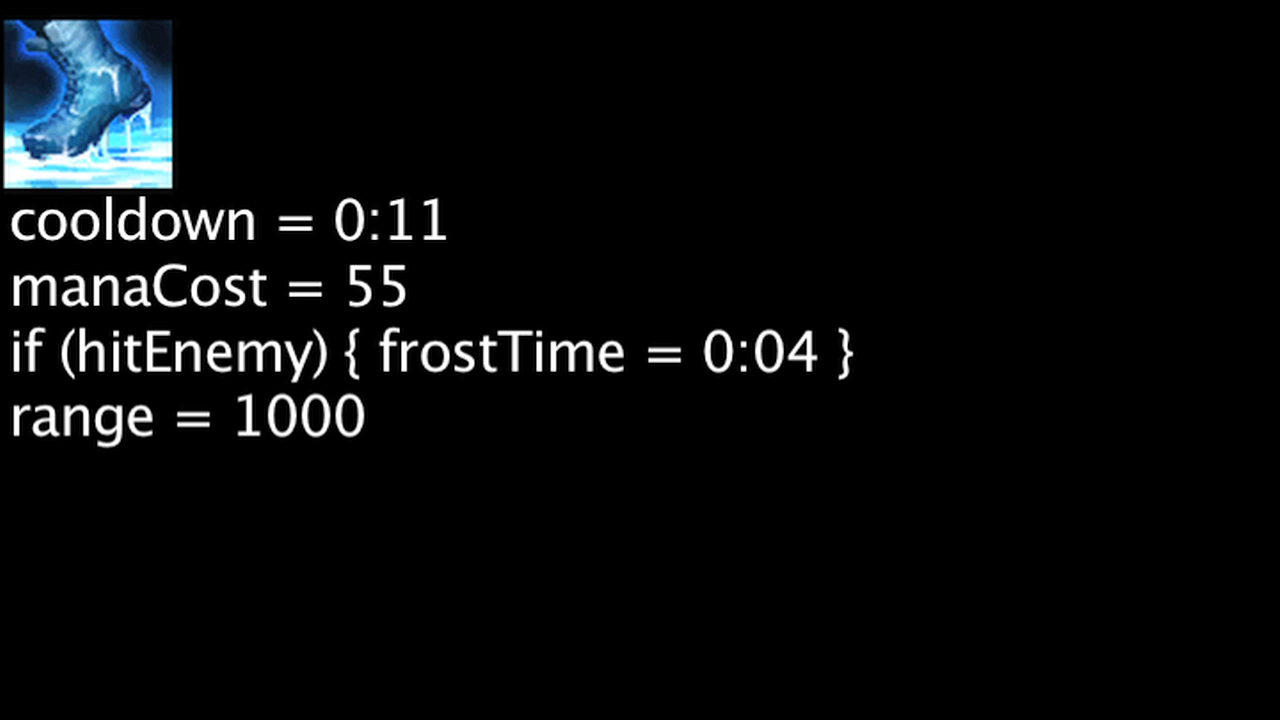 cooldown = 0:11
manaCost = 55
if (hitEnemy) { frostTime = 0:04 }
range = 1000